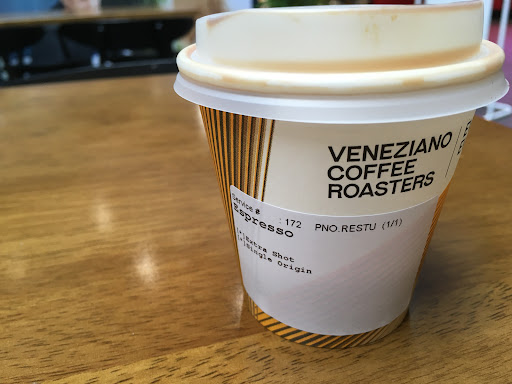 VENEZIANO
COFFEE
ROASTERS
Service #
: 172 PNO.RESTU (1/1)
Espresso
[*]Extra Shot
[*]Single Origin